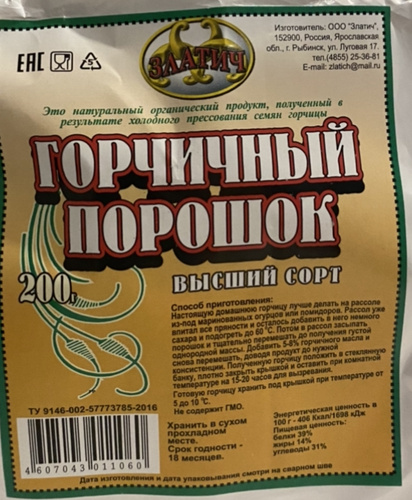 ЗЛАТИЧ
Изготовитель: ООО "Златич",
152900, Россия, Ярославская
обл., г. Рыбинск, ул. Луговая 17.
тел.(4855) 25-36-81
E-mail: zlatich@mail.ru
ЕАС
5
Это натуральный органический продукт, полученный в
результате холодного прессования семян горчицы
ГОРЧИЧНЫЙ
ПОРОШОК
200г.
ВЫСШИЙ СОРТ
Способ приготовления:
Настоящую домашнюю горчицу лучше делать на рассоле
из-под маринованных огурцов или помидоров. Рассол уже
впитал все пряности и осталось добавить в него немного
сахара и подогреть до 60 °С. Потом в рассол засыпать
порошок и тщательно перемешать до получения густой
однородной массы. Добавить 5-8% горчичного масла и
снова перемешать, доводя продукт до нужной
консистенции. Полученную горчицу положить в стеклянную
банку, плотно закрыть крышкой и оставить при комнатной
температуре на 15-20 часов для вызревания.
Готовую горчицу хранить под крышкой при температуре от
5 до 10 °С.
Не содержит ГМО.
ТУ 9146-002-57773785-2016
4 607043 011060
Хранить в сухом
прохладном
месте.
Срок годности -
18 месяцев.
Энергетическая ценность в
100 г - 406 Ккал/1698 кДж
Пищевая ценность:
белки 39%
жиры 14%
углеводы 31%
Дата изготовления и дата упаковывания смотри на сварном шве